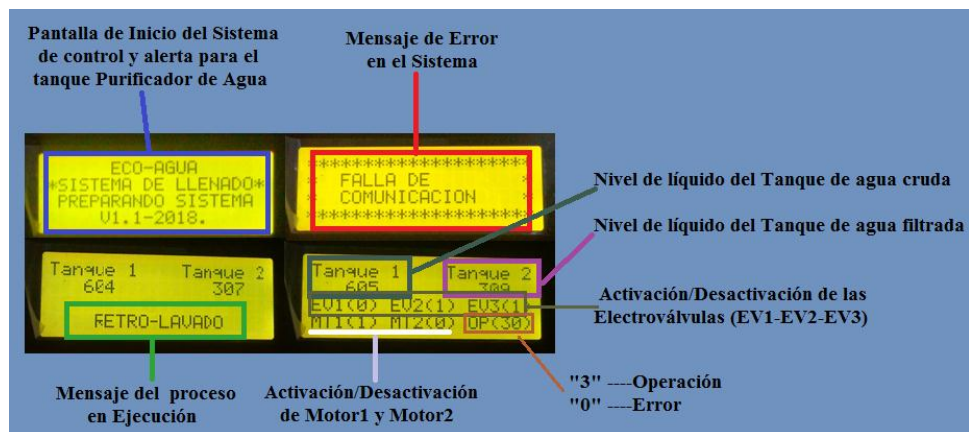 Pantalla de Inicio del Sistema
de control y alerta para el
tanque Purificador de Agua
Mensaje de Error
en el Sistema
ECO-AGUA
*SISTEMA DE LLENADO*
PREPARANDO SISTEMA
V1.1-2018.
********************
* FALLA DE *
* COMUNICACION *
********************
Nivel de líquido del Tanque de agua cruda
Nivel de líquido del Tanque de agua filtrada
Tanque 1 Tanque 2
604 307
RETRO-LAVADO
Tanque 1 Tanque 2
605 309
EV1(0) EV2(1) EV3(1
MT1(1) MT2(0) OP(30)
Activación/Desactivación de las
Electroválvulas (EV1-EV2-EV3)
Mensaje del proceso
en Ejecución
Activación/Desactivación
de Motor1 y Motor2
"3" ----Operación
"0" ----Error